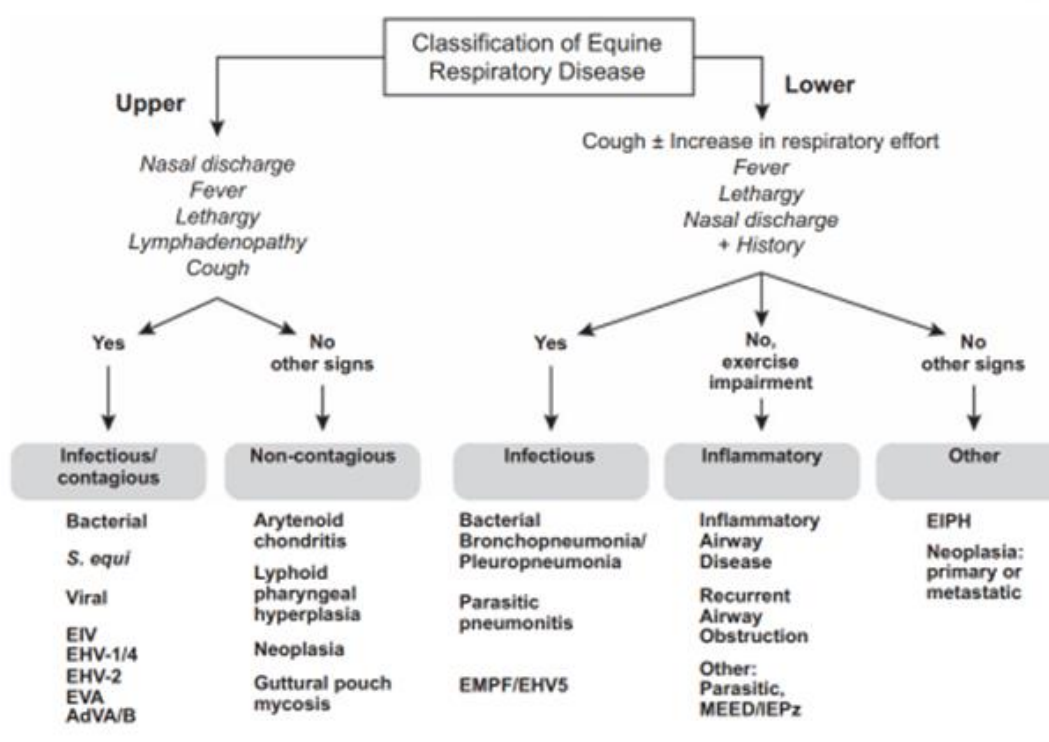 Classification of Equine
Respiratory Disease
Upper
Nasal discharge
Fever
Lethargy
Lymphadenopathy
Cough
Yes
No
other signs
Infectious/
contagious
Bacterial
S. equi
Viral
EIV
EHV-1/4
EHV-2
EVA
AdVA/B
Non-contagious
Arytenoid
chondritis
Lyphoid
pharyngeal
hyperplasia
Neoplasia
Guttural pouch
mycosis
Lower
Cough ± Increase in respiratory effort
Fever
Lethargy
Nasal discharge
+ History
Yes
No,
exercise
impairment
No
other signs
Infectious
Bacterial
Bronchopneumonia/
Pleuropneumonia
Parasitic
pneumonitis
EMPF/EHV5
Inflammatory
Inflammatory
Airway
Disease
Recurrent
Airway
Obstruction
Other:
Parasitic,
MEED/IEPz
Other
EIPH
Neoplasia:
primary or
metastatic